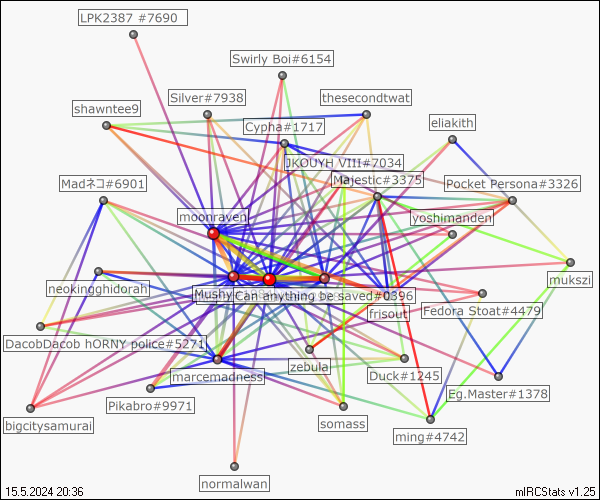 LPK2387 #7690
Swirly Boi#6154
Silver#7938
thesecondtwat
shawntee9
Cypha#1717
eliakith
JKOUYH VIII#7034
Majestic#3375
Madネコ#6901
Pocket Persona#3326
moonraven
yoshimanden
mukszi
neokingghidorah
Mushy
Can anything be saved#0396
Fedora Stoat#4479
frisout
DacobDacob hORNY police#5271
zebula
marcemadness
Duck#1245
Eg.Master#1378
Pikabro#9971
bigcitysamurai
somass
ming#4742
normalwan
15.5.2024 20:36
mIRCStats v1.25